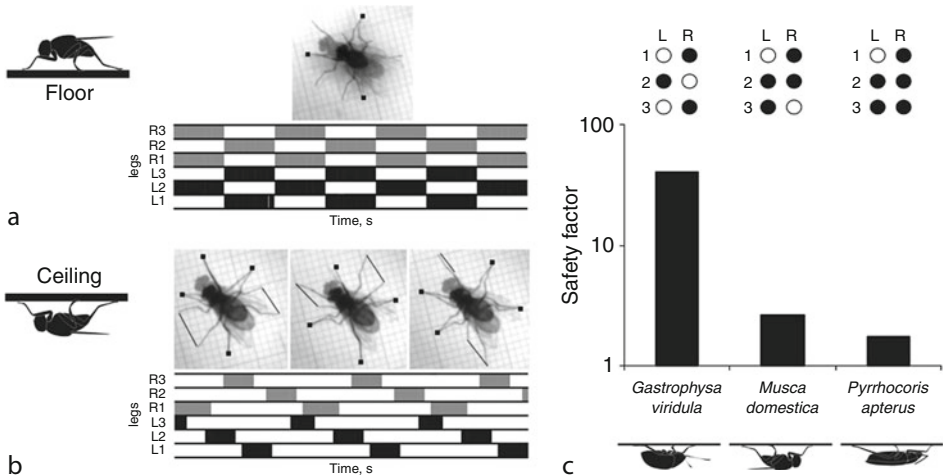 Floor
legs
R3
R2
R1
L3
L2
L1
Time, s
a
Ceiling
legs
R3
R2
R1
L3
L2
L1
Time, s
b
L R
1
2
3
L R
1
2
3
L R
1
2
3
Safety factor
100
10
1
Gastrophysa
viridula
Musca
domestica
Pyrrhocoris
apterus
c